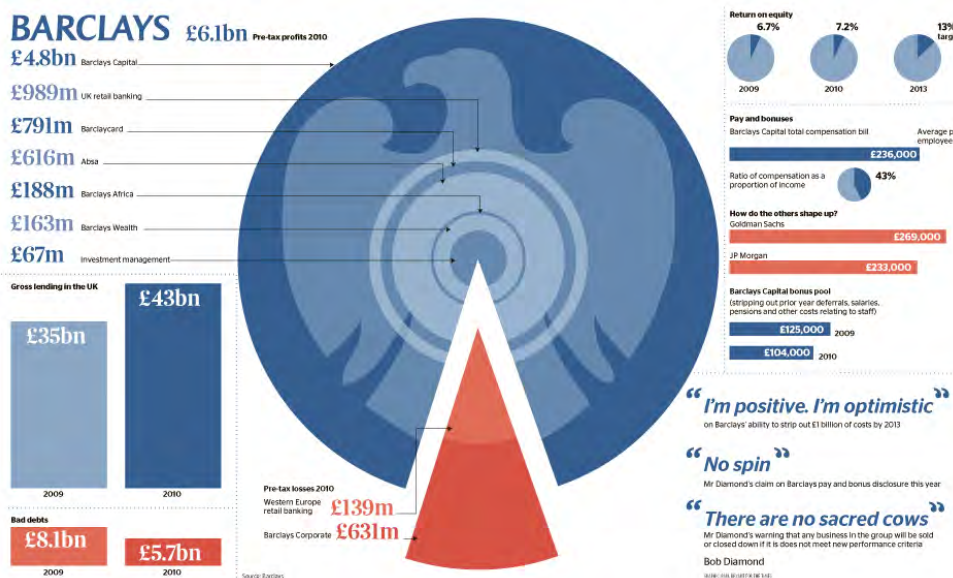 BARCLAYS £6.1bn Pre-tax profits 2010
£4.8bn Barclays Capital
£989m UK retail banking
£791m Barclaycard
£616m Absa
£188m Barclays Africa
£163m Barclays Wealth
£67m Investment management
Gross lending in the UK
£35bn
£43bn
2009
2010
Bad debts
£8.1bn
£5.7bn
2009
2010
Pre-tax losses 2010
Western Europe
retail banking £139m
Barclays Corporate £631m
Source: Barclays
Return on equity
6.7%
7.2%
13%
2009
2010
2013
Pay and bonuses
Barclays Capital total compensation bill
Average
£236,000
Ratio of compensation as a
proportion of income
43%
How do the others shape up?
Goldman Sachs
£269,000
JP Morgan
£233,000
Barclays Capital bonus pool
(stripping out prior year deferrals, salaries,
pensions and other costs relating to staff)
£125,000 2009
£104,000 2010
“I’m positive. I’m optimistic”
on Barclays’ ability to strip out £1 billion of costs by 2013
“No spin”
Mr Diamond’s claim on Barclays pay and bonus disclosure this year
“There are no sacred cows”
Mr Diamond’s warning that any business in the group will be sold
or closed down if it is does not meet new performance criteria
Bob Diamond